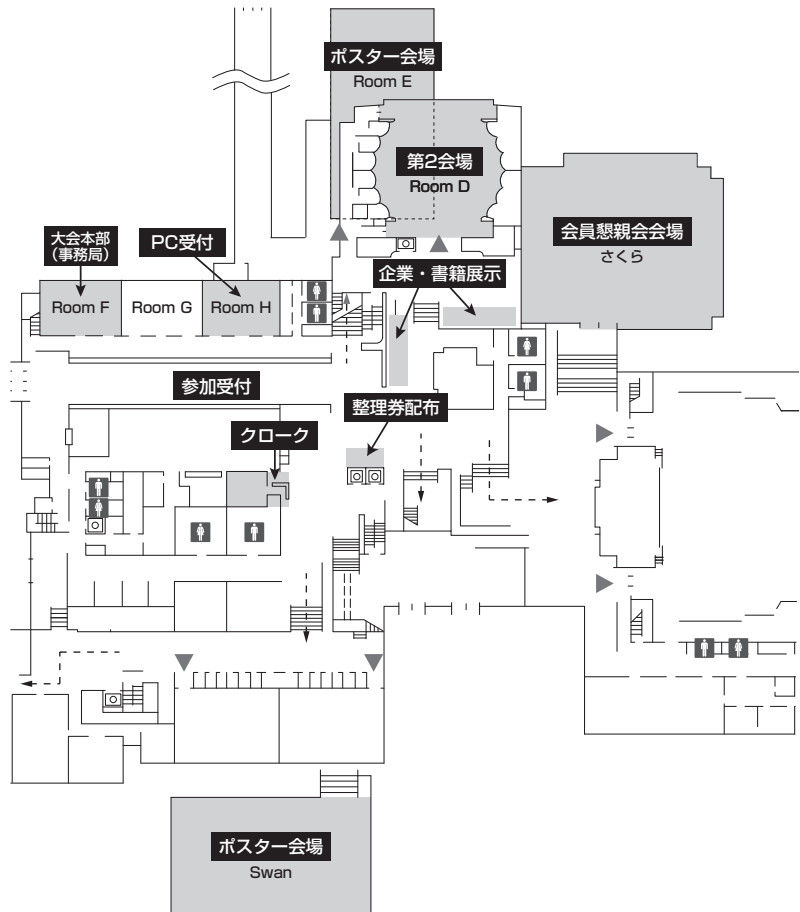 ポスター会場
Room E
第2会場
Room D
会員懇親会会場
さくら
大会本部
（事務局）
PC受付
企業・書籍展示
Room F
Room G
Room H
参加受付
整理券配布
クローク
ポスター会場
Swan